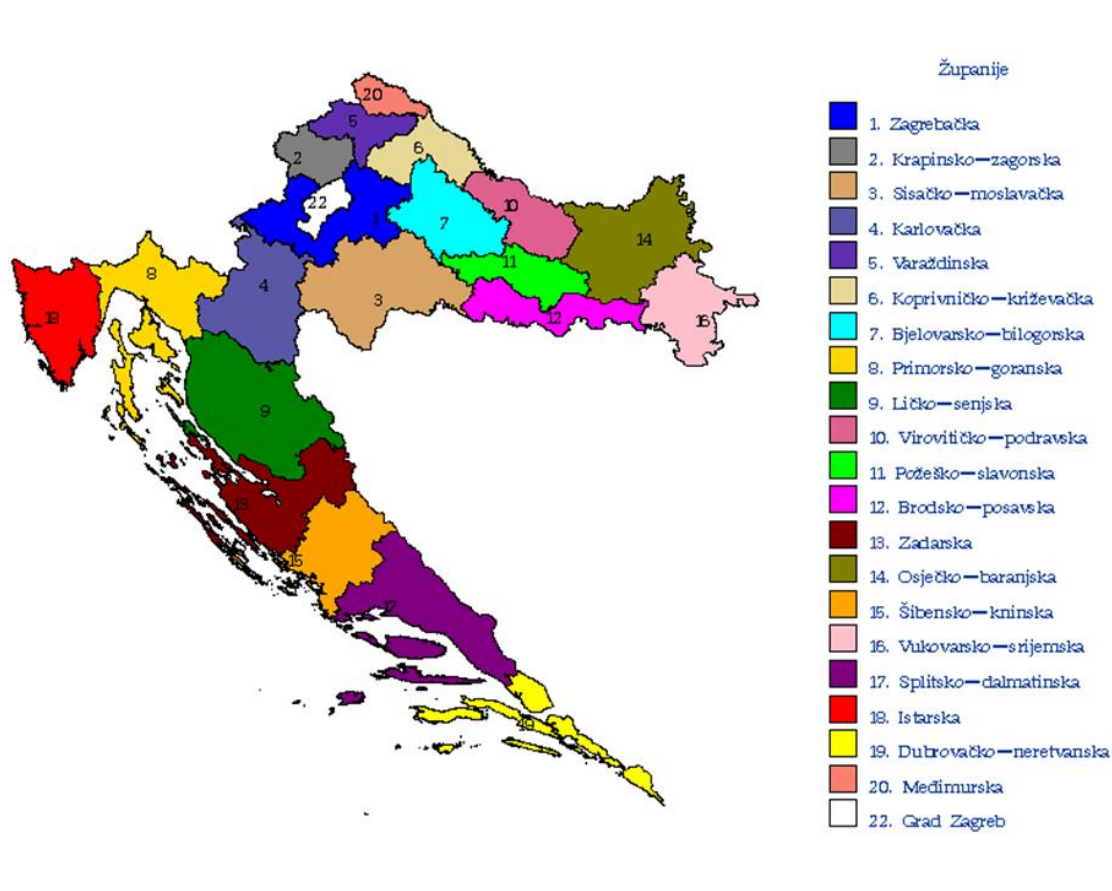 Županije
1. Zagrebačka
2. Krapinsko—zagorska
3. Sisačko—moslavačka
4. Karlovačka
5. Varaždinska
6. Koprivničko—križevačka
7. Bjelovarsko—bilogorska
8. Primorsko—goranska
9. Ličko—senjska
10. Virovitičko—podravska
11. Požeško—slavonska
12. Brodsko—posavska
13. Zadarska
14. Osječko—baranjska
15. Šibensko—kninska
16. Vukovarsko—srijemska
17. Splitsko—dalmatinska
18. Istarska
19. Dubrovačko—neretvanska
20. Međimurska
22. Grad Zagreb
20
5
6
2
22
10
1
7
14
11
8
4
3
12
16
18
9
13
15
17
19